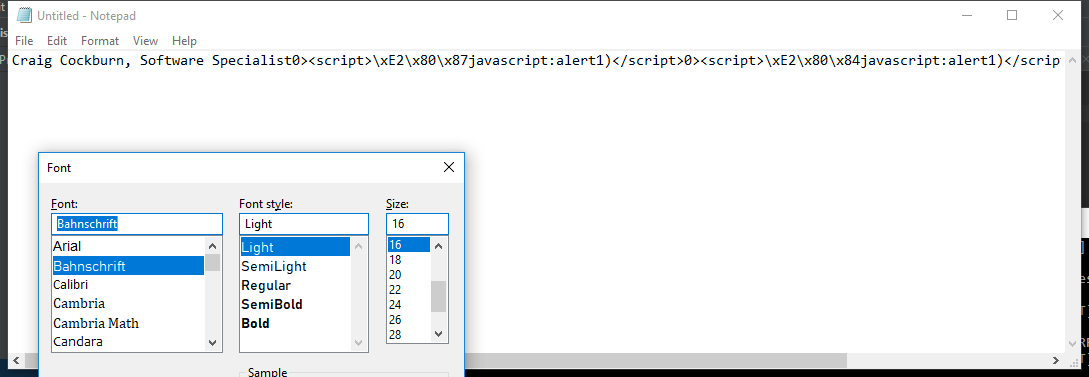 Untitled - Notepad
File Edit Format View Help
Craig Cockburn, Software Specialist0><script>\xE2\x80\x87javascript:alert1)</script>0><script>\xE2\x80\x84javascript:alert1)</script
Font
Font: Font style: Size:
Bahnschrift Light 16
Arial Light 16
Bahnschrift SemiLight 18
Calibri Regular 20
Cambria SemiBold 22
Cambria Math Bold 24
Candara 26
28
Sample